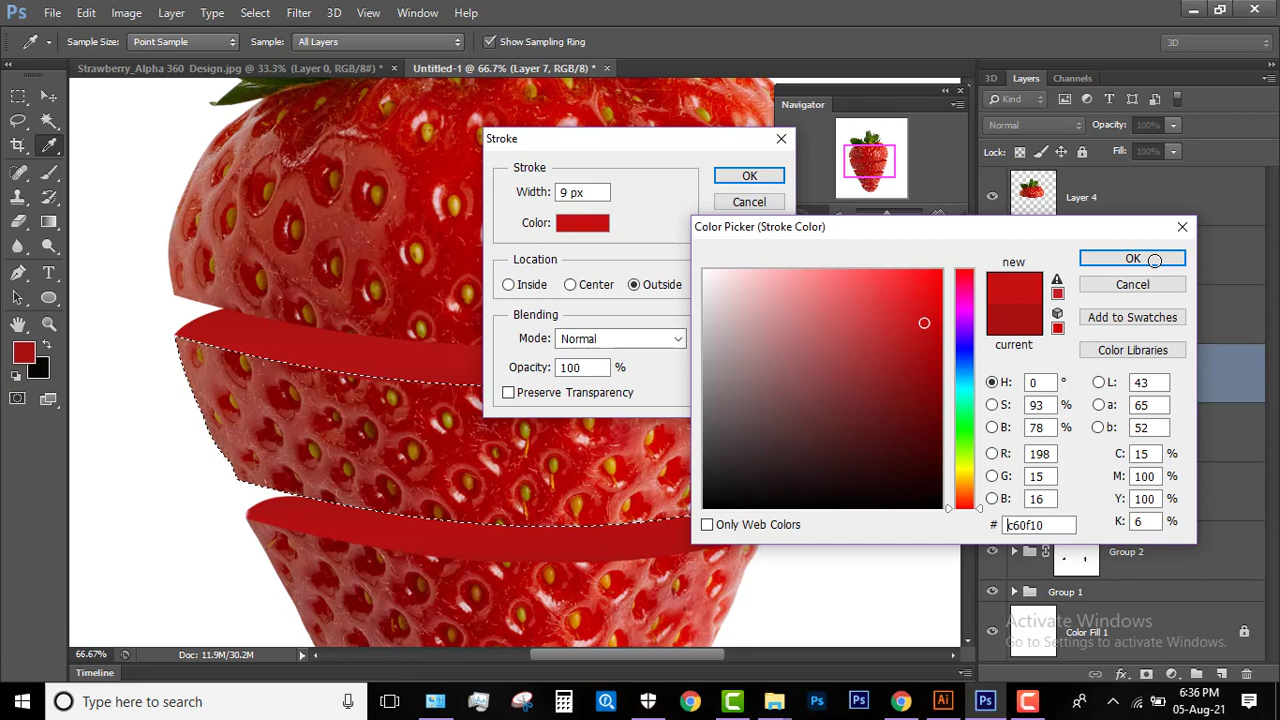 Ps File Edit Image Layer Type Select Filter 3D View Window Help
Sample Size: Point Sample Sample: All Layers Show Sampling Ring 3D
Strawberry_Alpha 360 Design.jpg @ 33.3% (Layer 0, RGB/8#) * × Untitled-1 @ 66.7% (Layer 7, RGB/8) * ×
3D Layers Channels
Kind
Navigator
Normal Opacity: 100%
Lock: Fill: 100%
Layer 4
Stroke
Stroke
Width: 9 px
Color:
OK
Cancel
Location
Inside Center Outside
Blending
Mode: Normal
Opacity: 100 %
Preserve Transparency
Color Picker (Stroke Color)
new
current
OK
Cancel
Add to Swatches
Color Libraries
H: 0 ° L: 43
S: 93 % a: 65
B: 78 % b: 52
R: 198 C: 15 %
G: 15 M: 100 %
B: 16 Y: 100 %
# c60f10 K: 6 %
Only Web Colors
Group 2
Group 1
Color Fill 1
Activate Windows
Go to Settings to activate Windows.
66.67% Doc: 11.9M/30.2M
Timeline
Type here to search
Ps Ps Ai Ps
6:36 PM
05-Aug-21